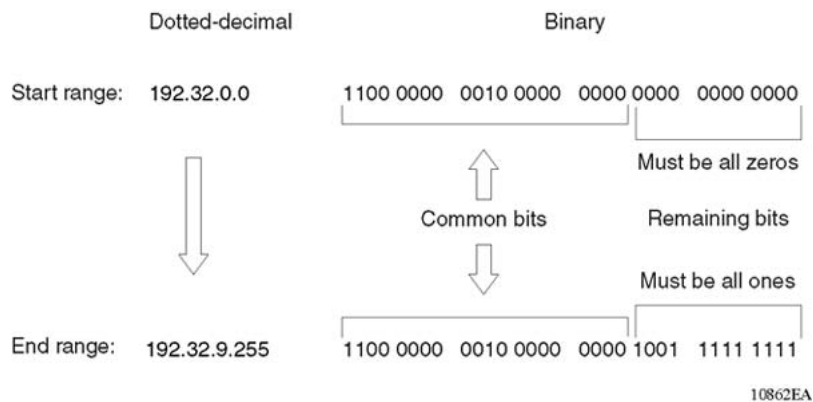 Dotted-decimal Binary
Start range: 192.32.0.0 1100 0000 0010 0000 0000 0000 0000 0000
Must be all zeros
Common bits Remaining bits
Must be all ones
End range: 192.32.9.255 1100 0000 0010 0000 0000 1001 1111 1111
10862EA